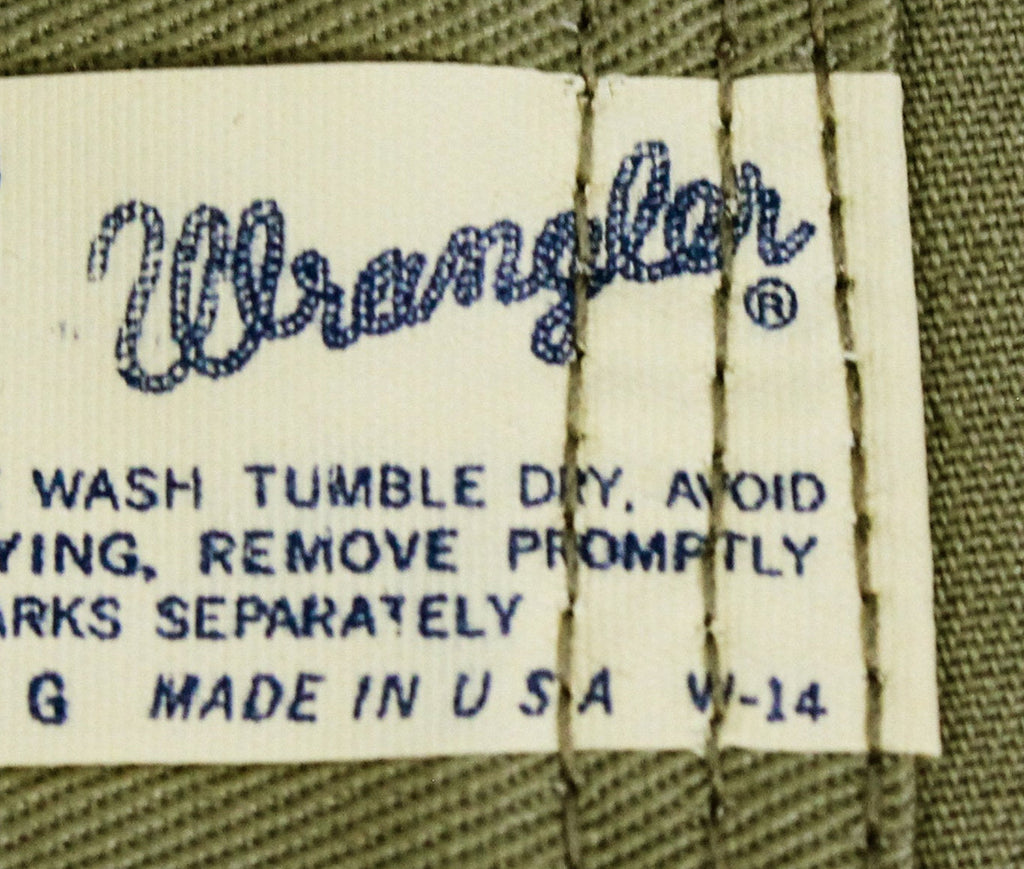 Wrangler®
WASH TUMBLE DRY. AVOID
YING, REMOVE PROMPTLY
ARKS SEPARATELY
G MADE IN U S A W-14